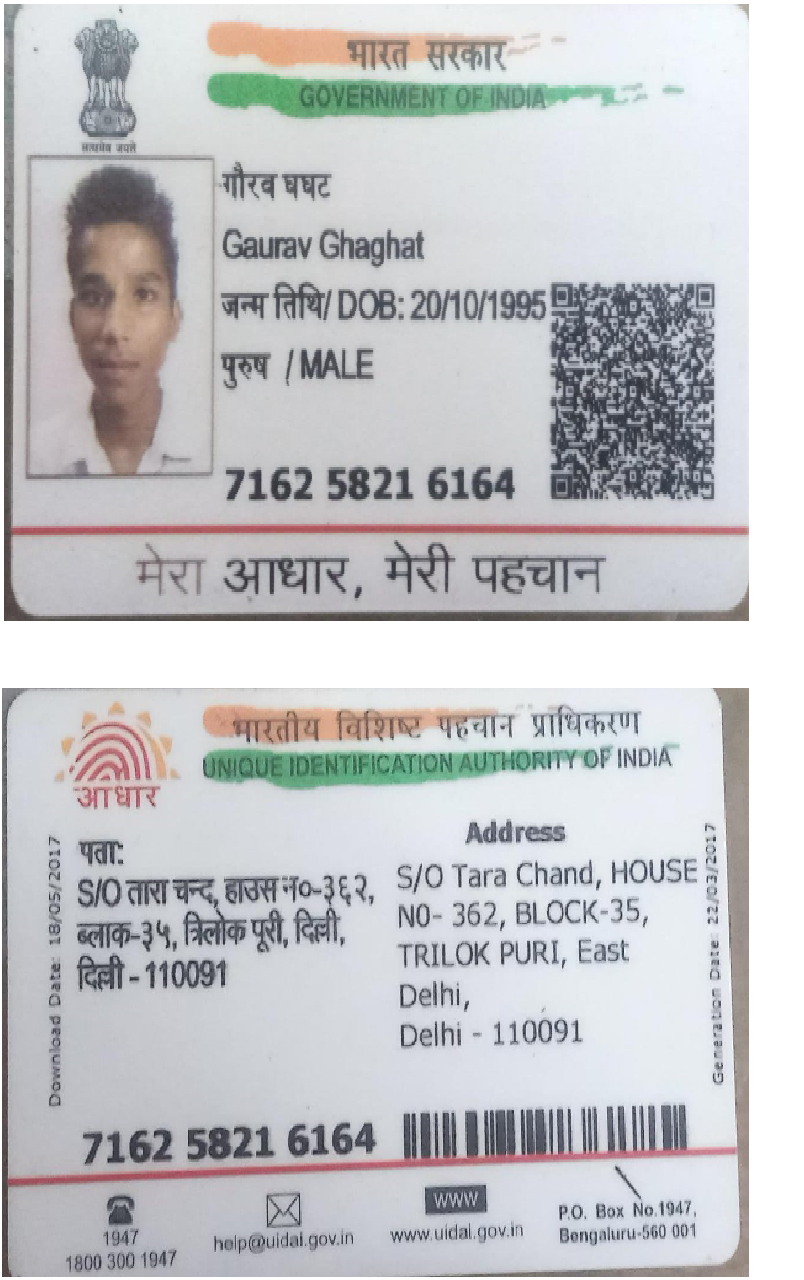 सत्यमेव जयते
भारत सरकार
GOVERNMENT OF INDIA
गौरव घघट
Gaurav Ghaghat
जन्म तिथि/ DOB: 20/10/1995
पुरुष / MALE
7162 5821 6164
मेरा आधार, मेरी पहचान
भारतीय विशिष्ट पहचान प्राधिकरण
UNIQUE IDENTIFICATION AUTHORITY OF INDIA
आधार
Download Date: 18/05/2017
पता:
S/O तारा चन्द, हाउस न०-३६२,
ब्लाक-३५, त्रिलोक पूरी, दिल्ली,
दिल्ली - 110091
Address
S/O Tara Chand, HOUSE
NO- 362, BLOCK-35,
TRILOK PURI, East
Delhi,
Delhi - 110091
Generation Date: 22/03/2017
7162 5821 6164
1947
1800 300 1947
help@uidai.gov.in
www
www.uidai.gov.in
P.O. Box No.1947,
Bengaluru-560 001